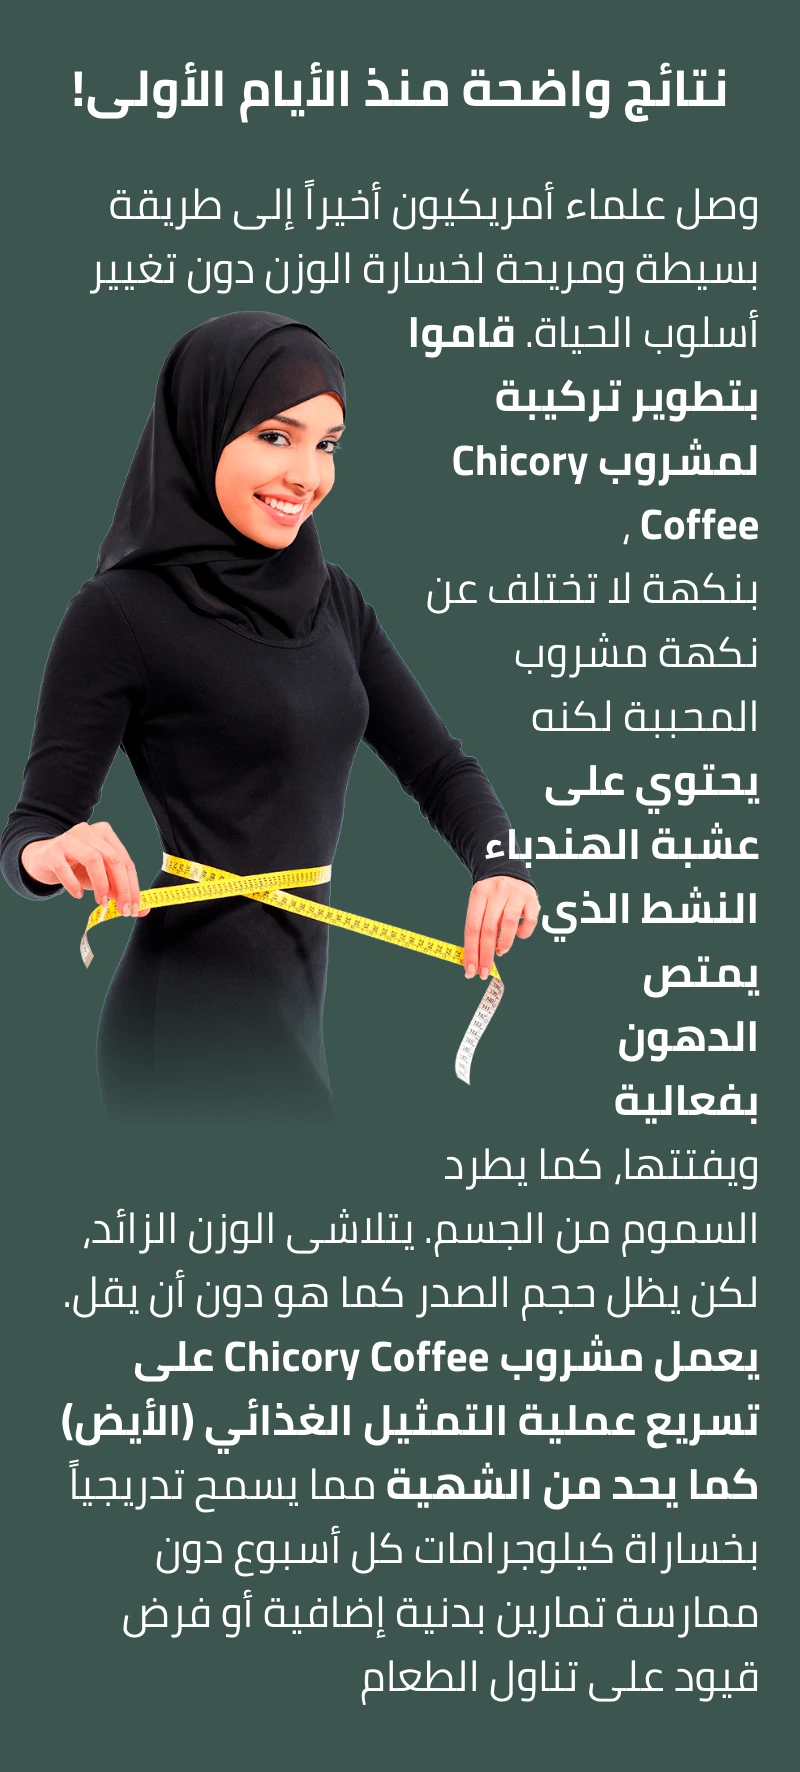 نتائج واضحة منذ الأيام الأولى!
وصل علماء أمريكيون أخيراً إلى طريقة
بسيطة ومريحة لخسارة الوزن دون تغيير
أسلوب الحياة. قاموا
بتطوير تركيبة
لمشروب Chicory
Coffee ,
بنكهة لا تختلف عن
نكهة مشروب
المحببة لكنه
يحتوي على
عشبة الهندباء
النشط الذي
يمتص
الدهون
بفعالية
ويفتتها, كما يطرد
السموم من الجسم. يتلاشى الوزن الزائد,
لكن يظل حجم الصدر كما هو دون أن يقل.
يعمل مشروب Chicory Coffee على
تسريع عملية التمثيل الغذائي (الأيض)
كما يحد من الشهية مما يسمح تدريجياً
بخساراة كيلوجرامات كل أسبوع دون
ممارسة تمارين بدنية إضافية أو فرض
قيود على تناول الطعام